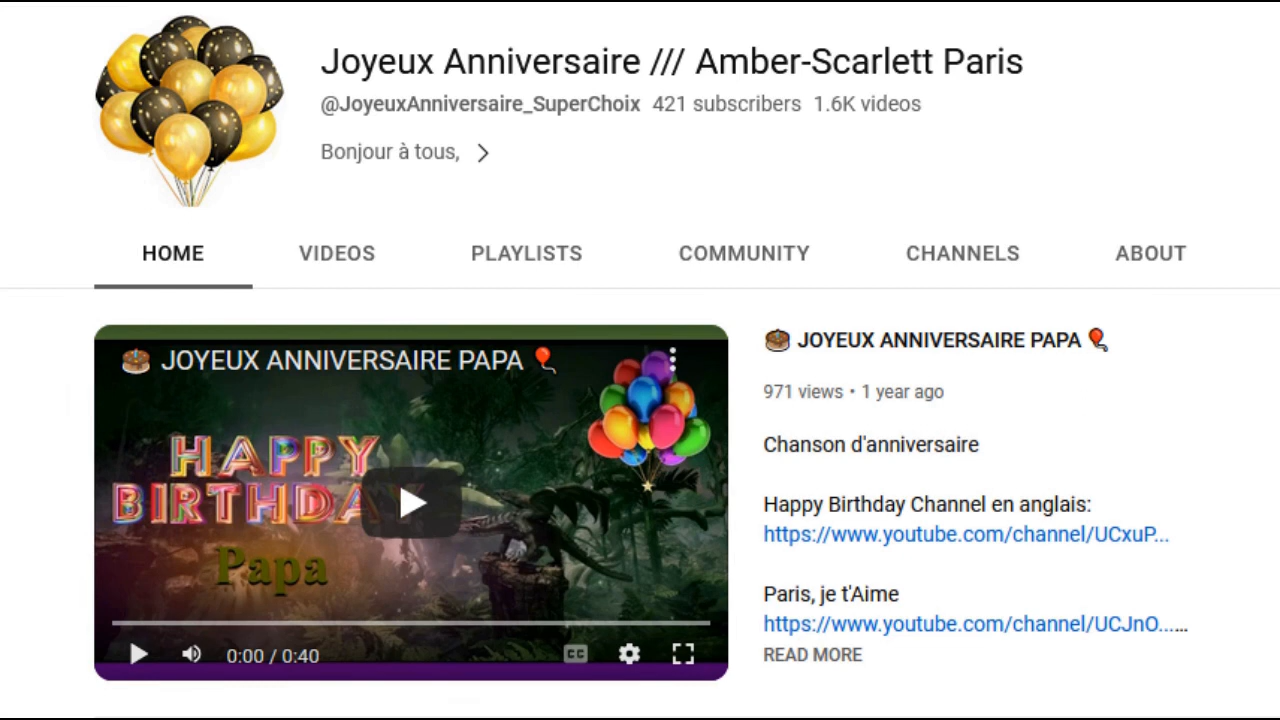 Joyeux Anniversaire /// Amber-Scarlett Paris
@JoyeuxAnniversaire_SuperChoix 421 subscribers 1.6K videos
Bonjour à tous,
HOME VIDEOS PLAYLISTS COMMUNITY CHANNELS ABOUT
JOYEUX ANNIVERSAIRE PAPA
HAPPY
BIRTHDAY
Papa
0:00 / 0:40
CC
JOYEUX ANNIVERSAIRE PAPA
971 views • 1 year ago
Chanson d'anniversaire
Happy Birthday Channel en anglais:
https://www.youtube.com/channel/UCxuP...
Paris, je t'Aime
https://www.youtube.com/channel/UCJnO......
READ MORE